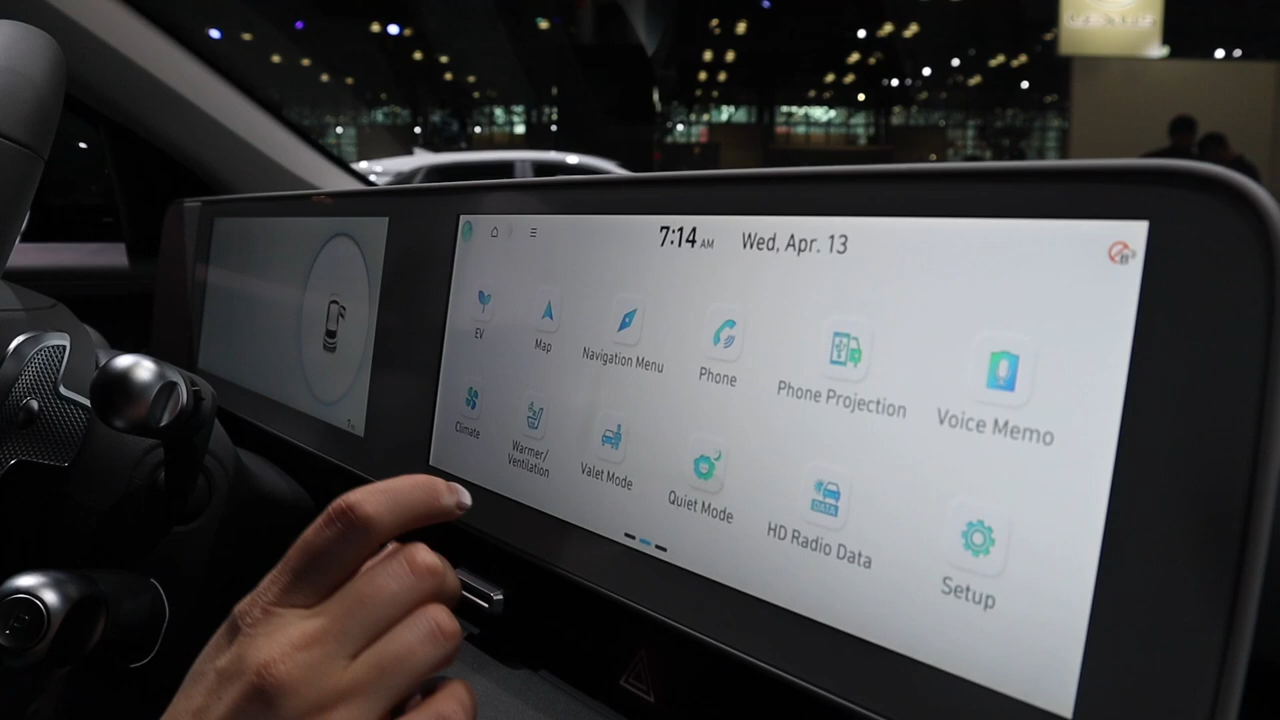 7:14 AM Wed, Apr. 13
EV
Map
Navigation Menu
Phone
Phone Projection
Voice Memo
Climate
Warmer/
Ventilation
Valet Mode
Quiet Mode
DATA
HD Radio Data
Setup
P